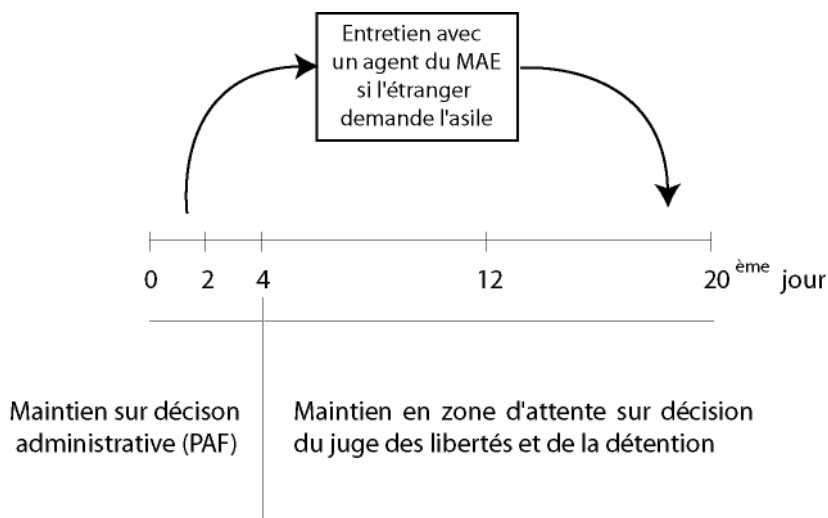 Entretien avec
un agent du MAE
si l'étranger
demande l'asile
0 2 4 12 20 ème jour
Maintien sur décison
administrative (PAF)
Maintien en zone d'attente sur décision
du juge des libertés et de la détention